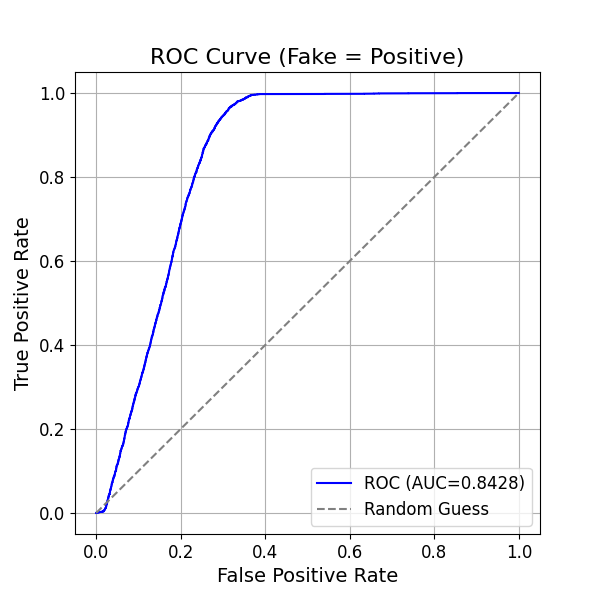 ROC Curve (Fake = Positive)
True Positive Rate
1.0
0.8
0.6
0.4
0.2
0.0
ROC (AUC=0.8428)
Random Guess
0.0 0.2 0.4 0.6 0.8 1.0
False Positive Rate